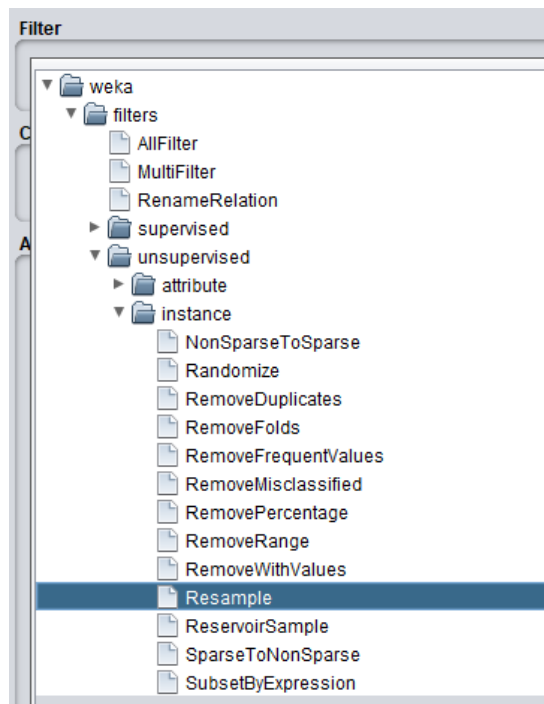 Filter
weka
filters
AllFilter
MultiFilter
C
RenameRelation
supervised
A
unsupervised
attribute
instance
NonSparseToSparse
Randomize
RemoveDuplicates
RemoveFolds
RemoveFrequentValues
RemoveMisclassified
RemovePercentage
RemoveRange
RemoveWithValues
Resample
ReservoirSample
SparseToNonSparse
SubsetByExpression